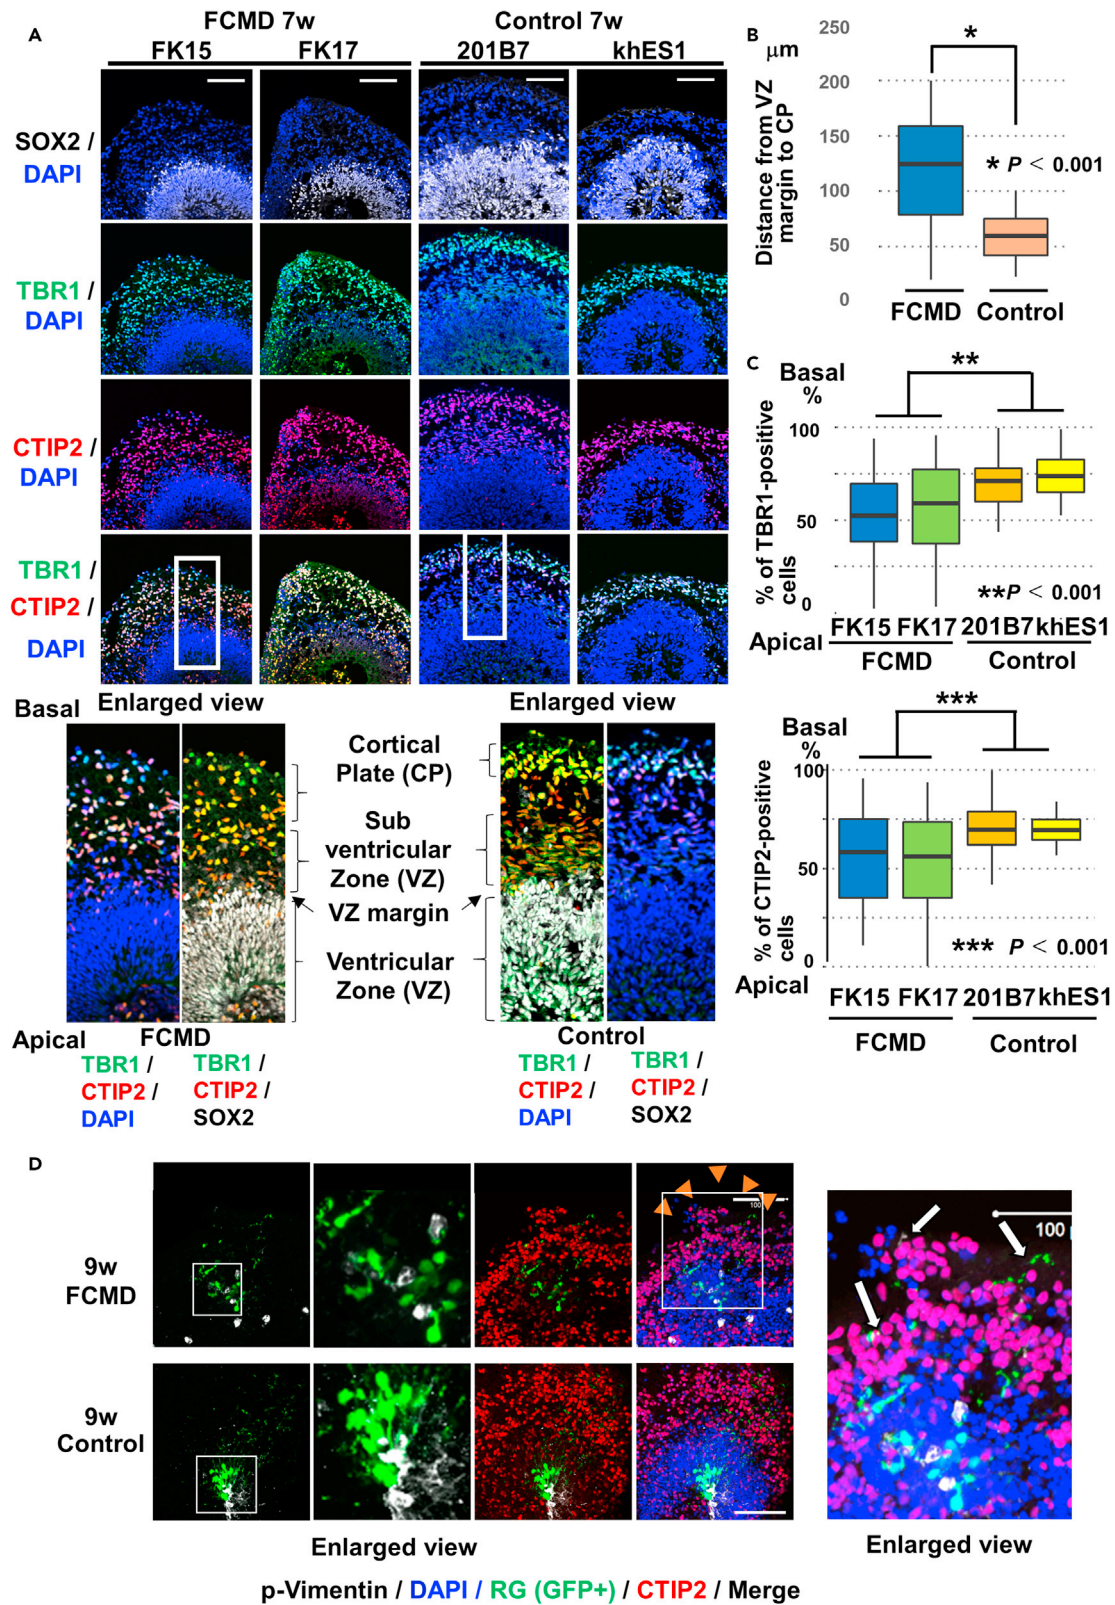 A
FCMD 7w
Control 7w
FK15
FK17
201B7
khES1
SOX2 /
DAPI
TBR1 /
DAPI
CTIP2 /
DAPI
TBR1 /
CTIP2 /
DAPI
Basal
Enlarged view
Enlarged view
Cortical
Plate (CP)
Sub
ventricular
Zone (VZ)
VZ margin
Ventricular
Zone (VZ)
Apical
FCMD
Control
TBR1 /
CTIP2 /
DAPI
TBR1 /
CTIP2 /
SOX2
TBR1 /
CTIP2 /
DAPI
TBR1 /
CTIP2 /
SOX2
B
μm
Distance from VZ
margin to CP
250
200
150
100
50
0
*
* P < 0.001
FCMD
Control
C
Basal
%
% of TBR1-positive
cells
100
50
0
**
**P < 0.001
Apical
FK15
FK17
201B7
khES1
FCMD
Control
Basal
%
% of CTIP2-positive
cells
100
50
0
***
*** P < 0.001
Apical
FK15
FK17
201B7
khES1
FCMD
Control
D
9w
FCMD
100
100
9w
Control
Enlarged view
Enlarged view
p-Vimentin / DAPI / RG (GFP+) / CTIP2 / Merge